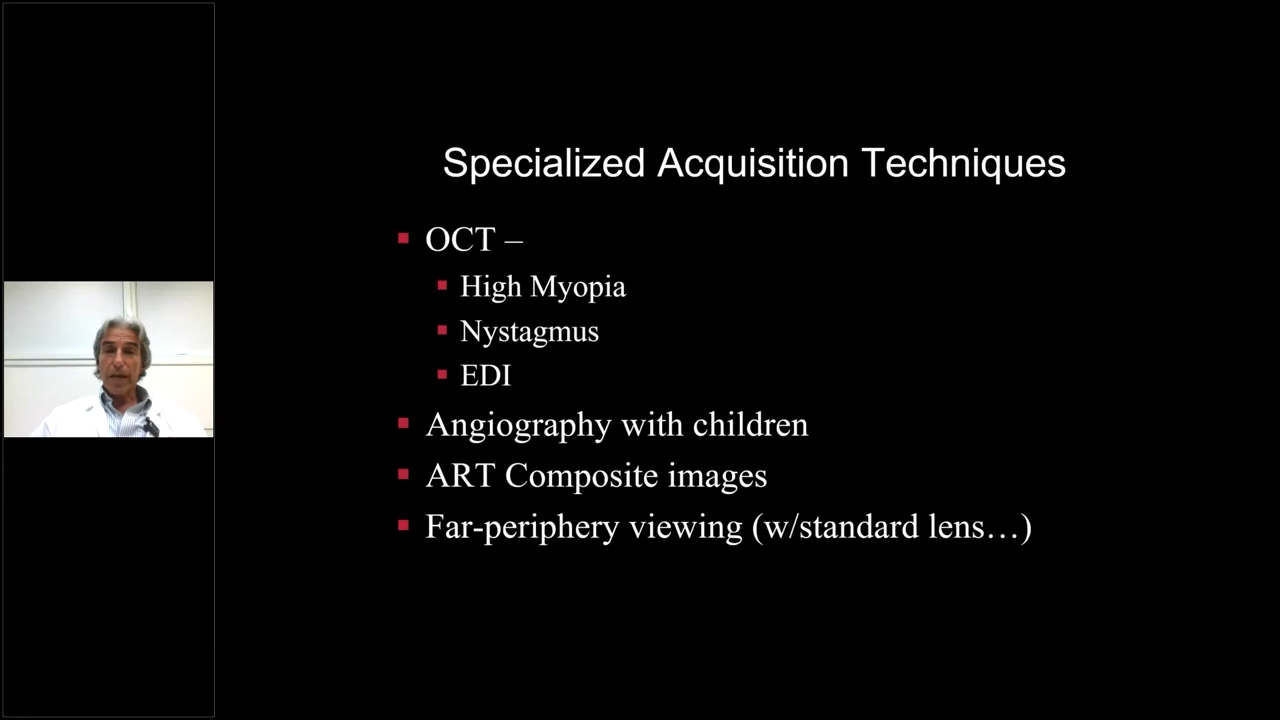 Specialized Acquisition Techniques
OCT –
High Myopia
Nystagmus
EDI
Angiography with children
ART Composite images
Far-periphery viewing (w/standard lens…)